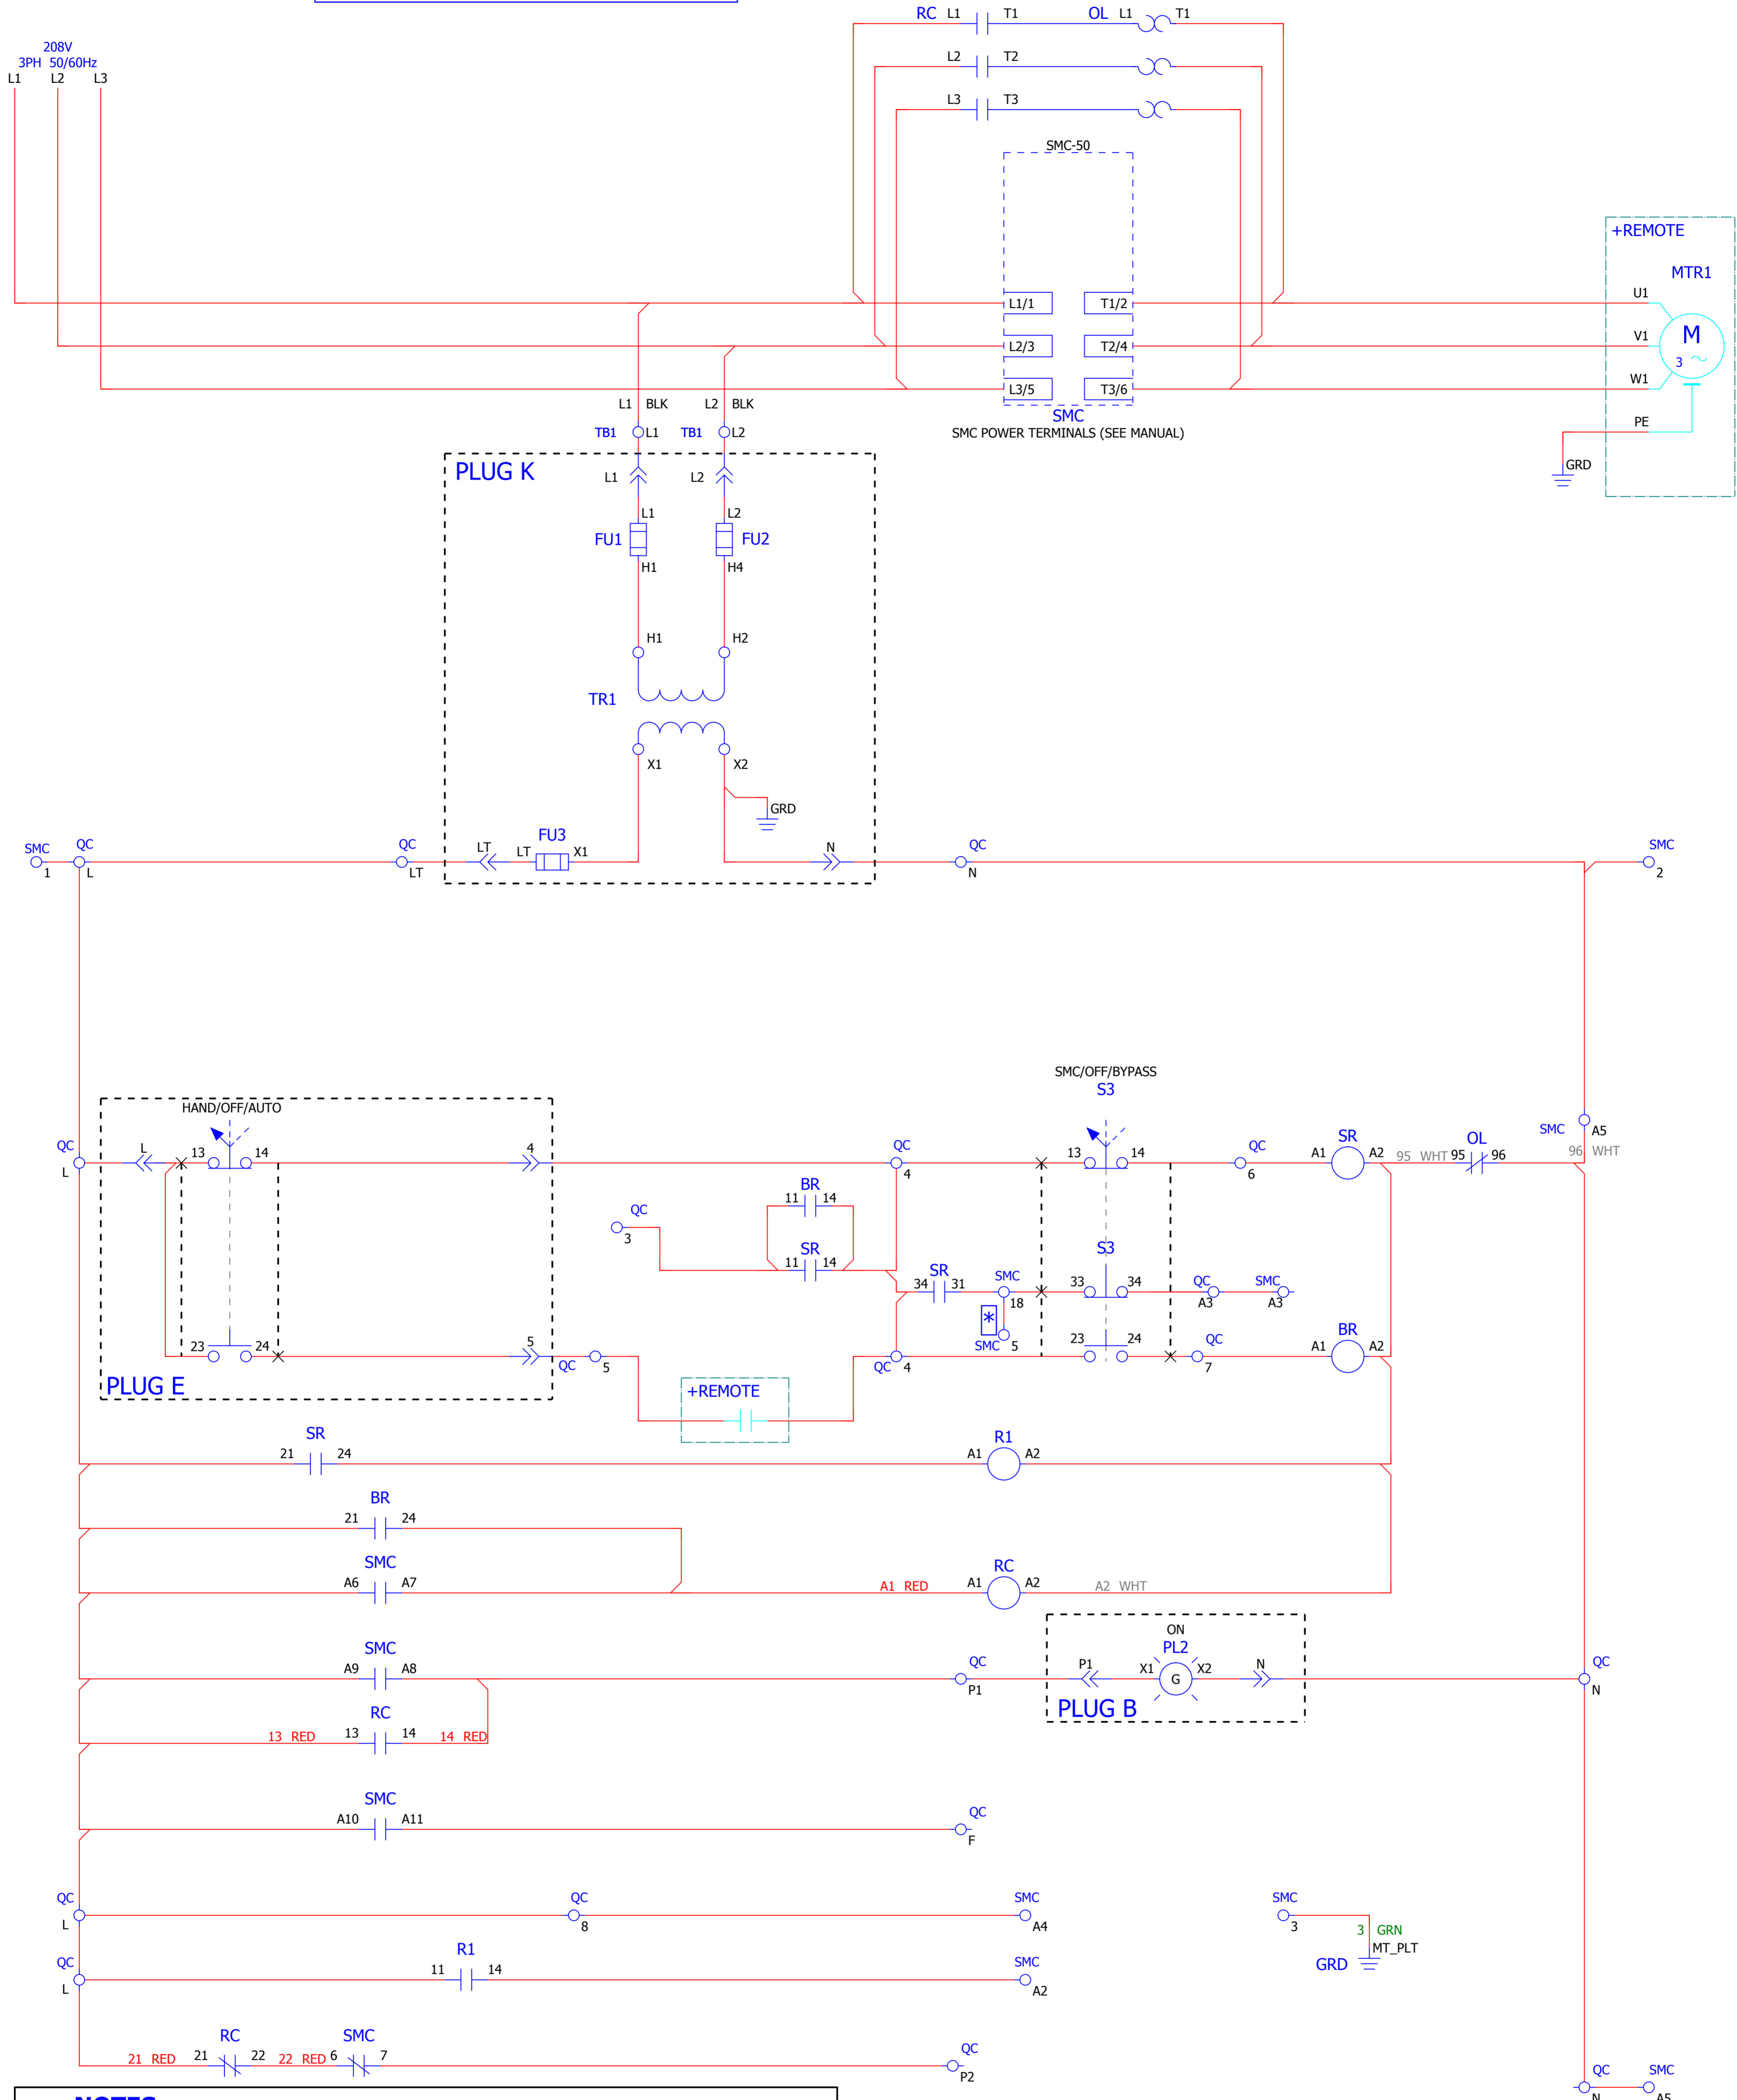 RC L1 T1 OL L1 T1
208V
3PH 50/60Hz
L1 L2 L3
L2 T2
L3 T3
SMC-50
+REMOTE
MTR1
L1/1 T1/2 U1
L2/3 T2/4 V1 M
3
L3/5 T3/6 W1
L1 BLK L2 BLK
SMC PE
TB1 L1 TB1 L2 SMC POWER TERMINALS (SEE MANUAL)
GRD
PLUG K
L1 L2
L1 L2
FU1 FU2
H1 H4
H1 H2
TR1
X1 X2
GRD
SMC QC QC FU3 QC SMC
LT LT X1 N
1 L LT N 2
SMC/OFF/BYPASS
S3
HAND/OFF/AUTO
SMC A5
QC L 13 14 4 QC 13 14 QC SR OL
A1 A2 95 WHT 95 96 96 WHT
L 4 6
BR
11 14
QC
3
SR
11 14
S3
SR
34 31 SMC 33 34 QC SMC
18 A3 A3
*
SMC 5
23 24 5 QC 5 QC 4 23 24 QC 7 BR A1 A2
PLUG E
+REMOTE
SR R1
21 24 A1 A2
BR
21 24
SMC RC
A6 A7 A1 RED A1 A2 A2 WHT
ON
SMC PL2
A9 A8 QC P1 X1 G X2 N QC
P1 N
PLUG B
RC
13 RED 13 14 14 RED
SMC
A10 A11 QC
F
QC QC SMC SMC
L 8 A4 3
3 GRN
MT_PLT
GRD
QC R1 SMC
L 11 14 A2
RC SMC
21 RED 21 22 22 RED 6 7 QC
P2
QC SMC
N A5
NOTES